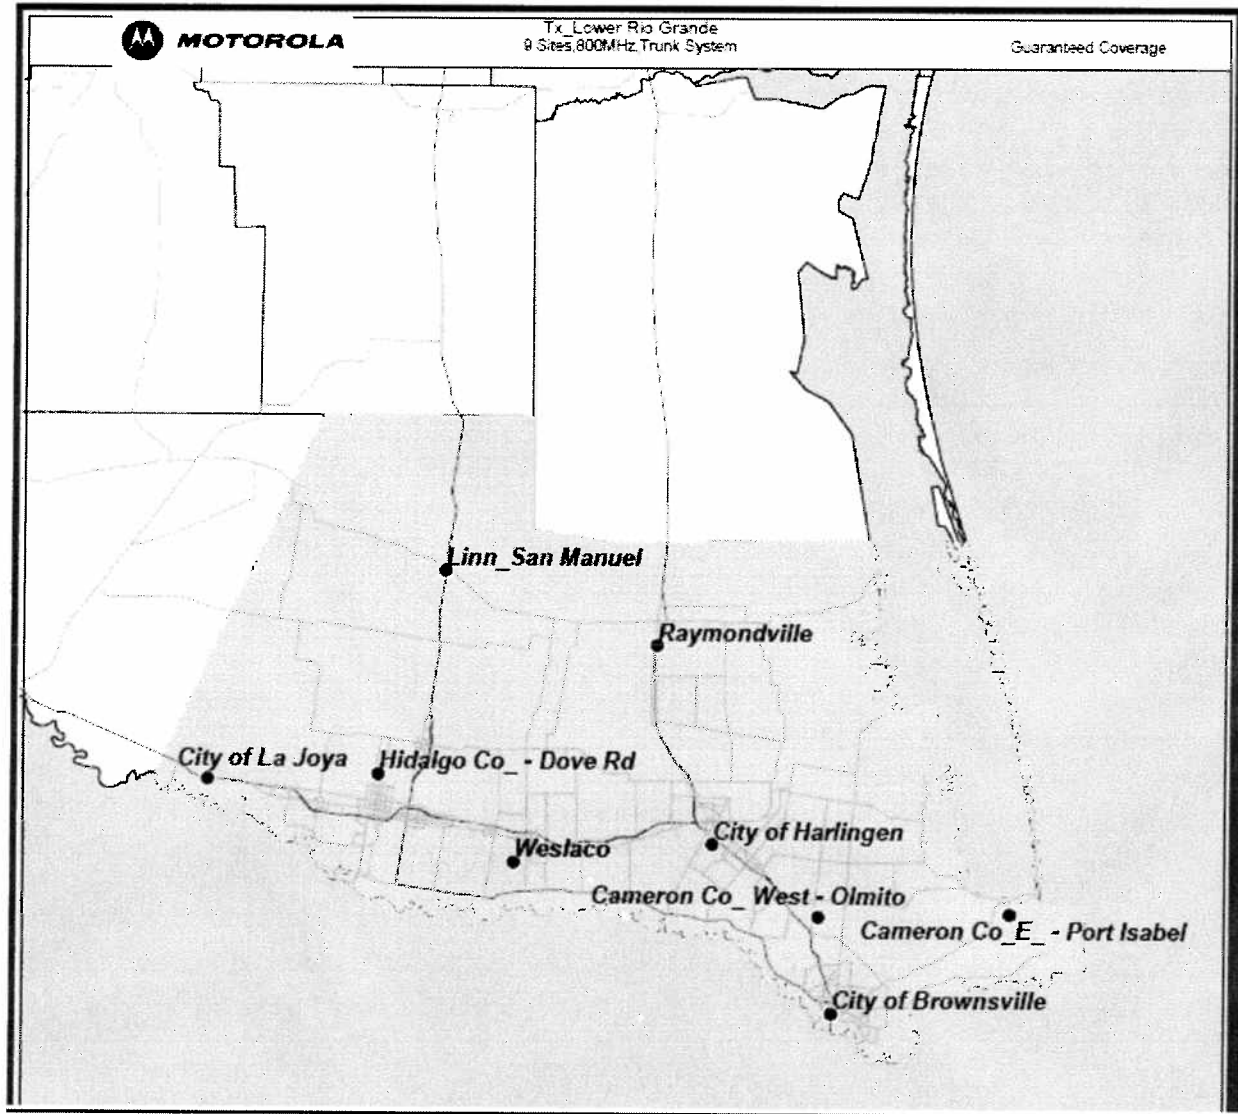 MOTOROLA
Tx_Lower Rio Grande
9 Sites,800MHz,Trunk System
Guaranteed Coverage
Linn_San Manuel
Raymondville
City of La Joya
Hidalgo Co_ - Dove Rd
City of Harlingen
Weslaco
Cameron Co_ West - Olmito
Cameron Co_E_ - Port Isabel
City of Brownsville